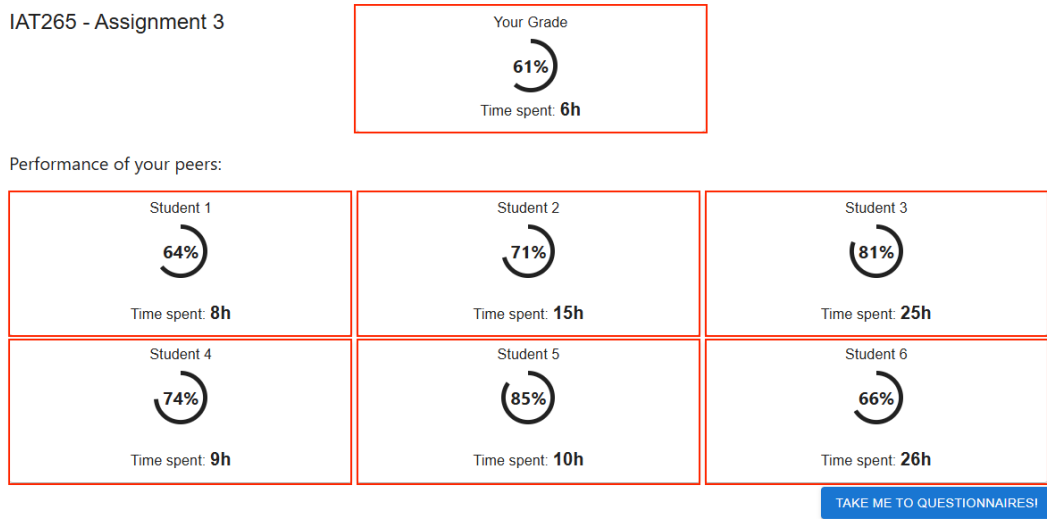 IAT265 - Assignment 3
Your Grade
61%
Time spent: 6h
Performance of your peers:
Student 1
64%
Time spent: 8h
Student 2
71%
Time spent: 15h
Student 3
81%
Time spent: 25h
Student 4
74%
Time spent: 9h
Student 5
85%
Time spent: 10h
Student 6
66%
Time spent: 26h
TAKE ME TO QUESTIONNAIRES!